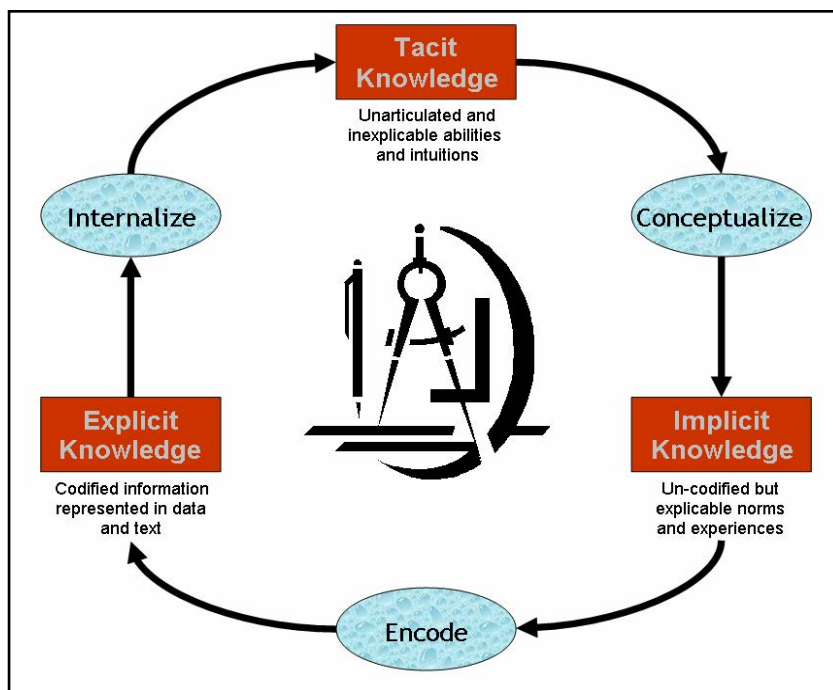 Tacit
Knowledge
Unarticulated and
inexplicable abilities
and intuitions
Conceptualize
Implicit
Knowledge
Un-codified but
explicable norms
and experiences
Encode
Explicit
Knowledge
Codified information
represented in data
and text
Internalize